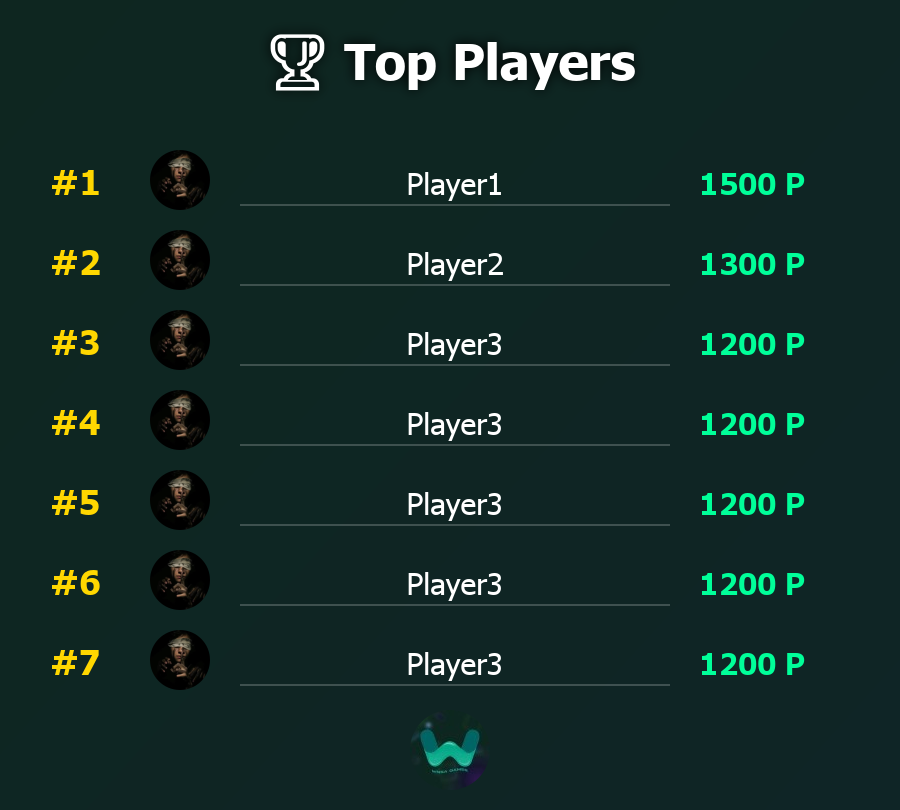 Top Players
#1 Player1 1500 P
#2 Player2 1300 P
#3 Player3 1200 P
#4 Player3 1200 P
#5 Player3 1200 P
#6 Player3 1200 P
#7 Player3 1200 P